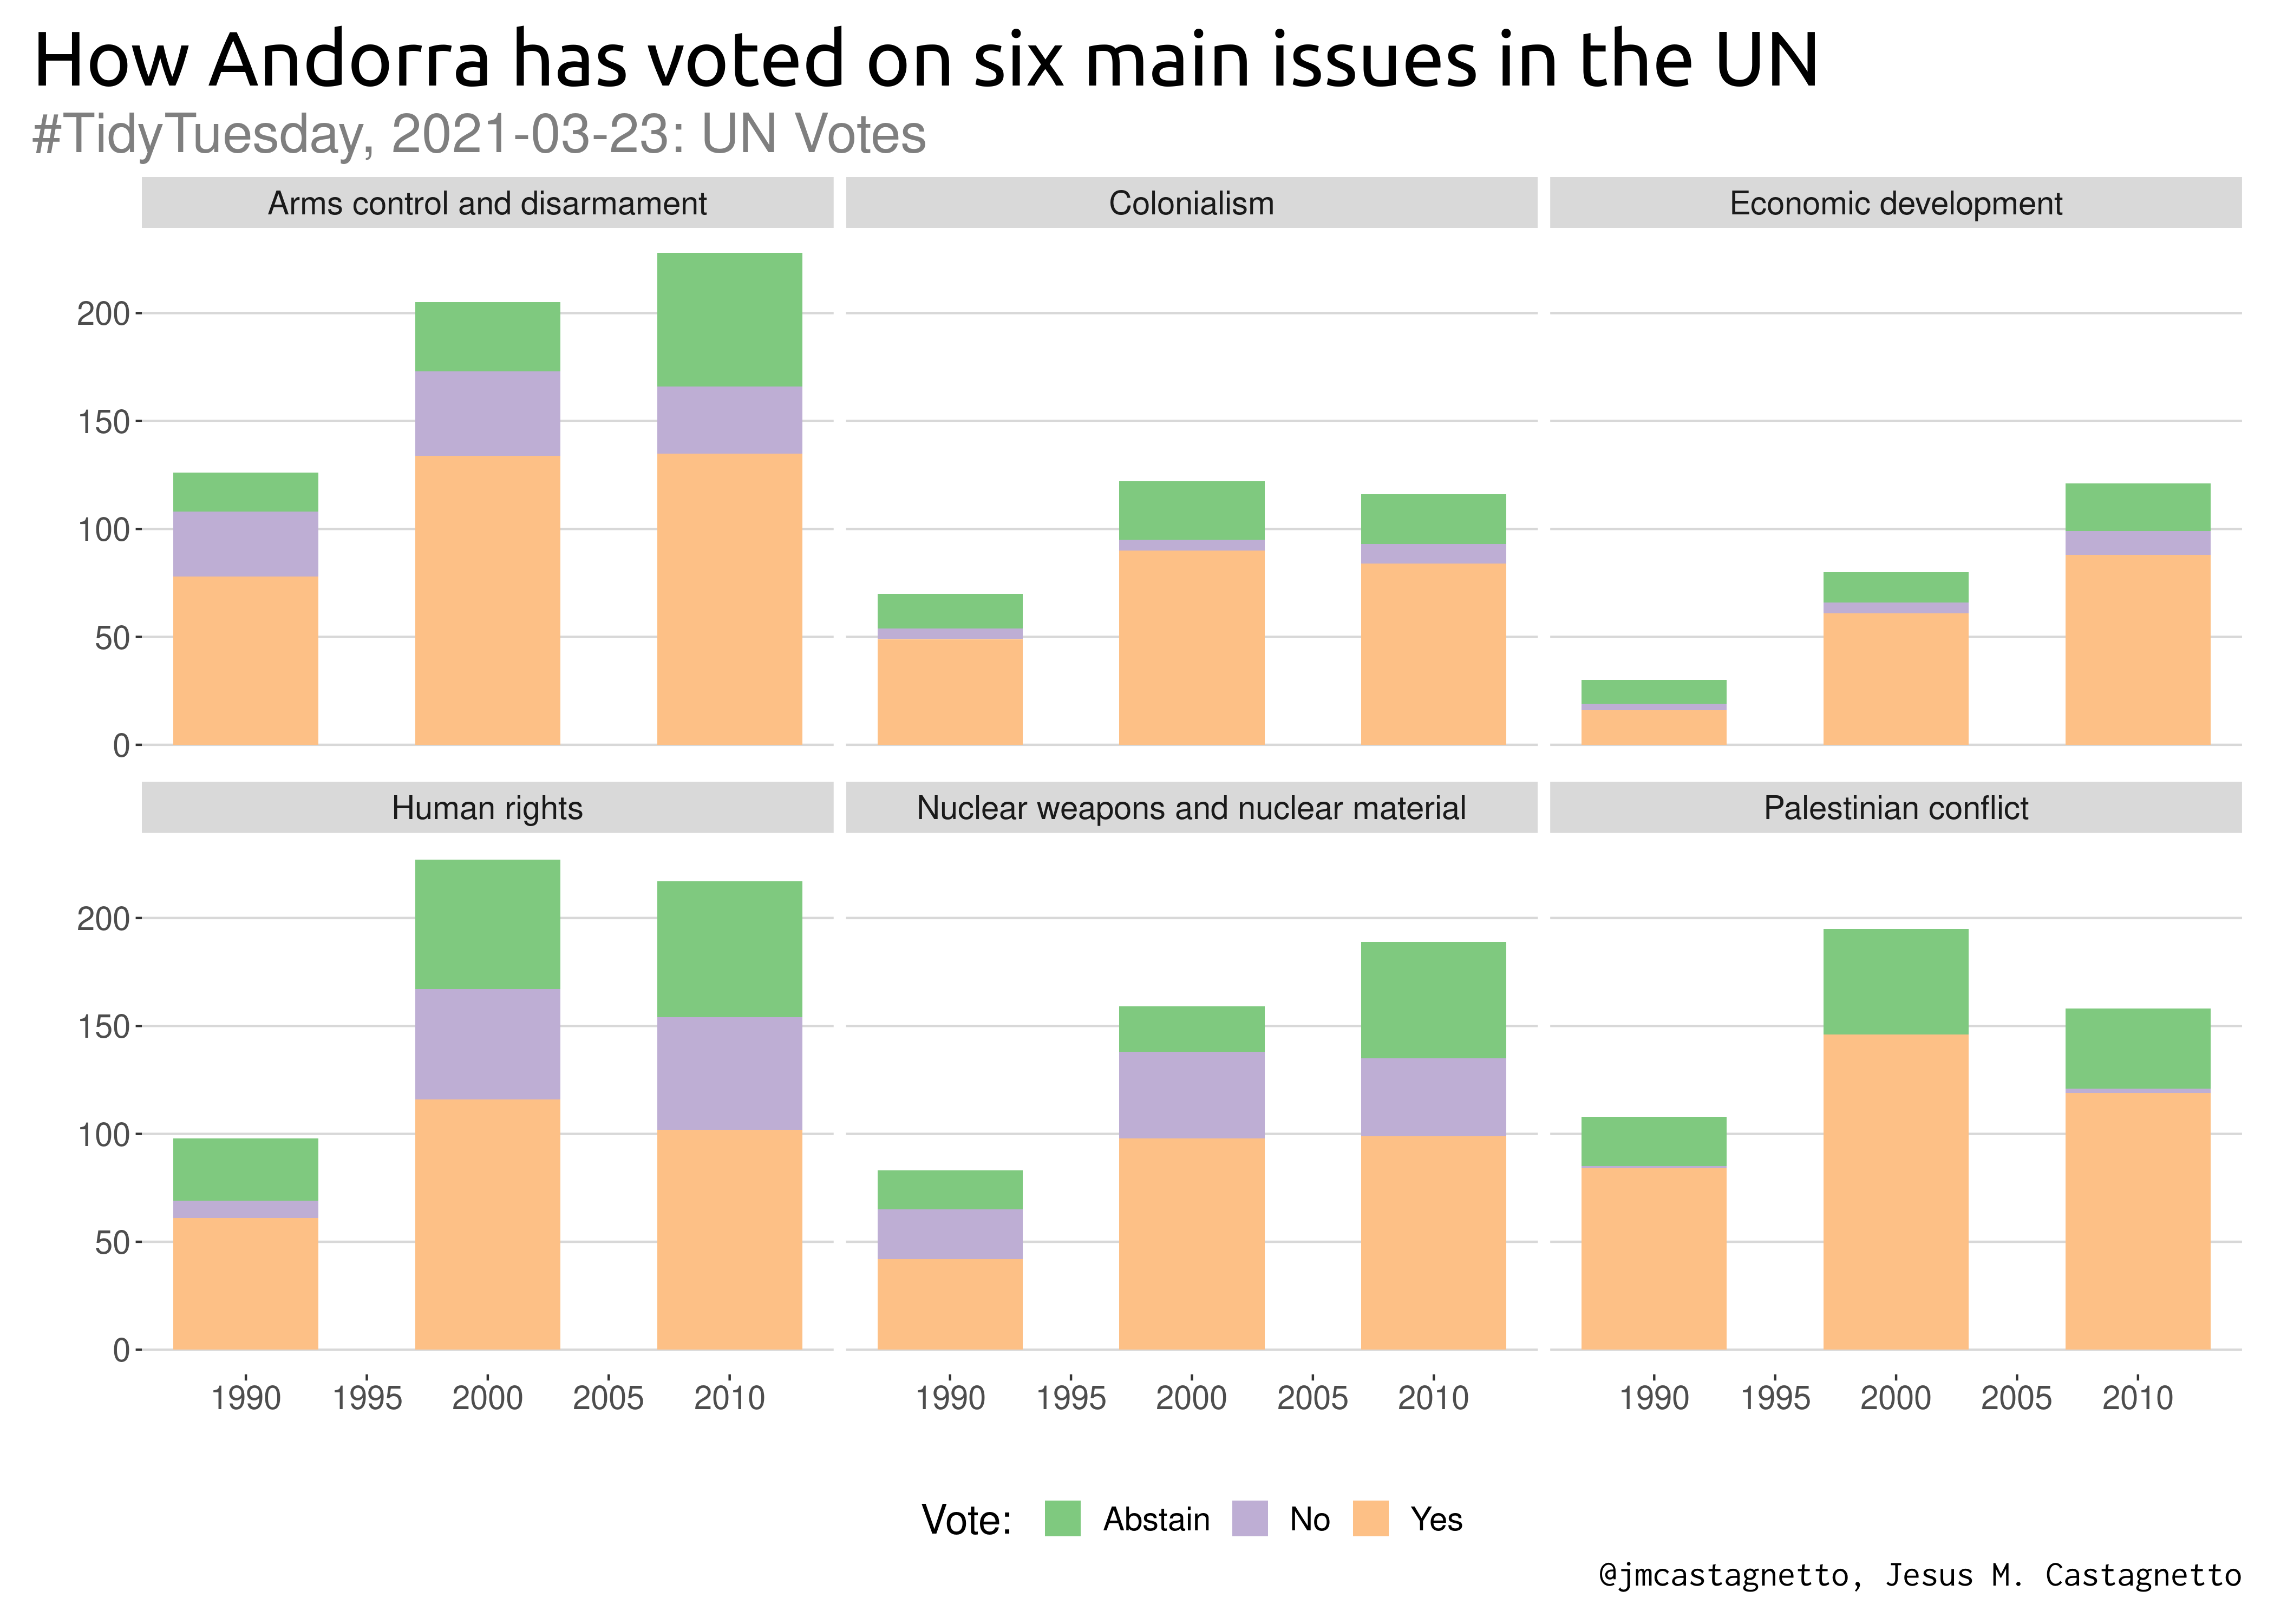 How Andorra has voted on six main issues in the UN
#TidyTuesday, 2021-03-23: UN Votes
Arms control and disarmament
Colonialism
Economic development
200
150
100
50
0
Human rights
Nuclear weapons and nuclear material
Palestinian conflict
200
150
100
50
0
1990 1995 2000 2005 2010
1990 1995 2000 2005 2010
1990 1995 2000 2005 2010
Vote: Abstain No Yes
@jmcastagnetto, Jesus M. Castagnetto